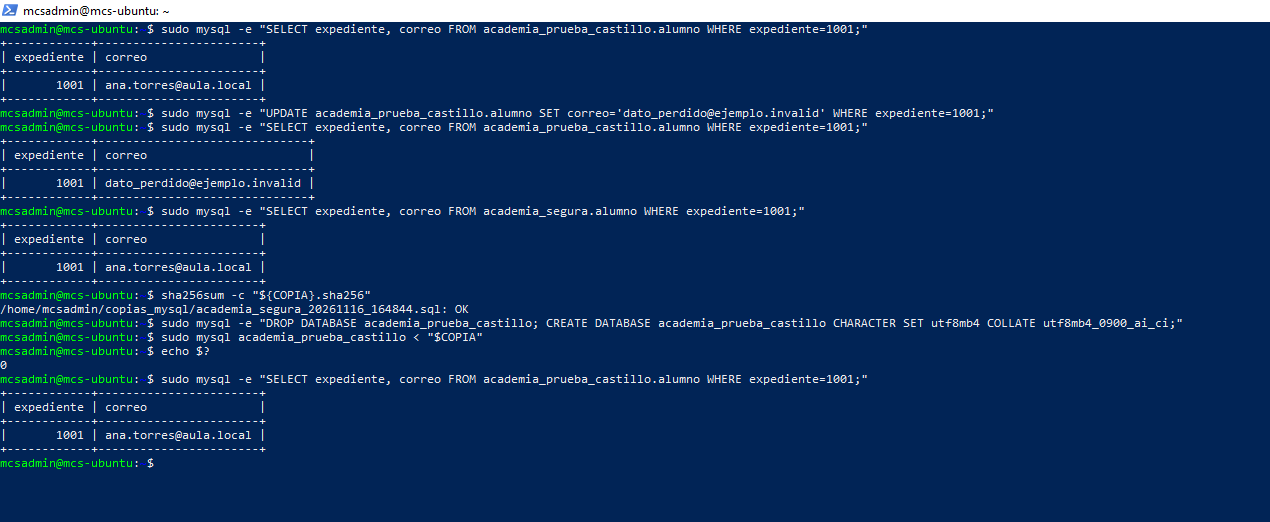 mcsadmin@mcs-ubuntu: ~
mcsadmin@mcs-ubuntu: $ sudo mysql -e "SELECT expediente, correo FROM academia_prueba_castillo.alumno WHERE expediente=1001;"
+------------+-----------------------+
| expediente | correo                |
+------------+-----------------------+
|       1001 | ana.torres@aula.local |
+------------+-----------------------+
mcsadmin@mcs-ubuntu: $ sudo mysql -e "UPDATE academia_prueba_castillo.alumno SET correo='dato_perdido@ejemplo.invalid' WHERE expediente=1001;"
mcsadmin@mcs-ubuntu: $ sudo mysql -e "SELECT expediente, correo FROM academia_prueba_castillo.alumno WHERE expediente=1001;"
+------------+------------------------------+
| expediente | correo                       |
+------------+------------------------------+
|       1001 | dato_perdido@ejemplo.invalid |
+------------+------------------------------+
mcsadmin@mcs-ubuntu: $ sudo mysql -e "SELECT expediente, correo FROM academia_segura.alumno WHERE expediente=1001;"
+------------+-----------------------+
| expediente | correo                |
+------------+-----------------------+
|       1001 | ana.torres@aula.local |
+------------+-----------------------+
mcsadmin@mcs-ubuntu: $ sha256sum -c "${COPIA}.sha256"
/home/mcsadmin/copias_mysql/academia_segura_20261116_164844.sql: OK
mcsadmin@mcs-ubuntu: $ sudo mysql -e "DROP DATABASE academia_prueba_castillo; CREATE DATABASE academia_prueba_castillo CHARACTER SET utf8mb4 COLLATE utf8mb4_0900_ai_ci;"
mcsadmin@mcs-ubuntu: $ sudo mysql academia_prueba_castillo < "$COPIA"
mcsadmin@mcs-ubuntu: $ echo $?
0
mcsadmin@mcs-ubuntu: $ sudo mysql -e "SELECT expediente, correo FROM academia_prueba_castillo.alumno WHERE expediente=1001;"
+------------+-----------------------+
| expediente | correo                |
+------------+-----------------------+
|       1001 | ana.torres@aula.local |
+------------+-----------------------+
mcsadmin@mcs-ubuntu: $